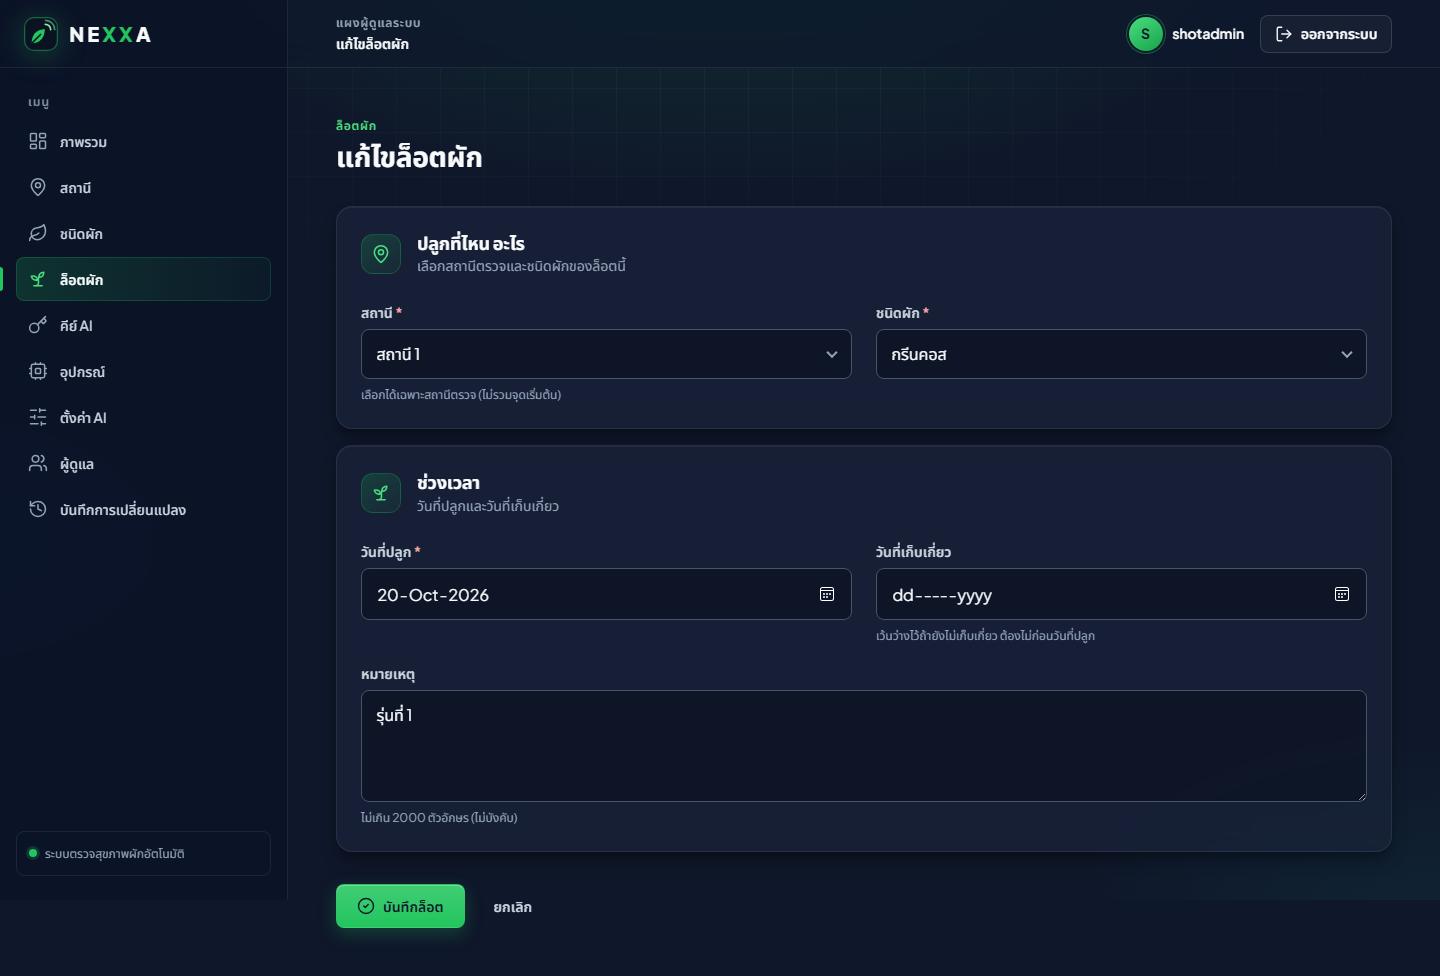 NEXXA
แผงผู้ดูแลระบบ
แก้ไขล็อตผัก
S
shotadmin
ออกจากระบบ
เมนู
ภาพรวม
สถานี
ชนิดผัก
ล็อตผัก
คีย์ AI
อุปกรณ์
ตั้งค่า AI
ผู้ดูแล
บันทึกการเปลี่ยนแปลง
ระบบตรวจสุขภาพผักอัตโนมัติ
ล็อตผัก
แก้ไขล็อตผัก
ปลูกที่ไหน อะไร
เลือกสถานีตรวจและชนิดผักของล็อตนี้
สถานี *
ชนิดผัก *
สถานี 1
กรีนคอส
เลือกได้เฉพาะสถานีตรวจ (ไม่รวมจุดเริ่มต้น)
ช่วงเวลา
วันที่ปลูกและวันที่เก็บเกี่ยว
วันที่ปลูก *
วันที่เก็บเกี่ยว
20-Oct-2026
dd-----yyyy
เว้นว่างไว้ถ้ายังไม่เก็บเกี่ยว ต้องไม่ก่อนวันที่ปลูก
หมายเหตุ
รุ่นที่ 1
ไม่เกิน 2000 ตัวอักษร (ไม่บังคับ)
บันทึกล็อต
ยกเลิก